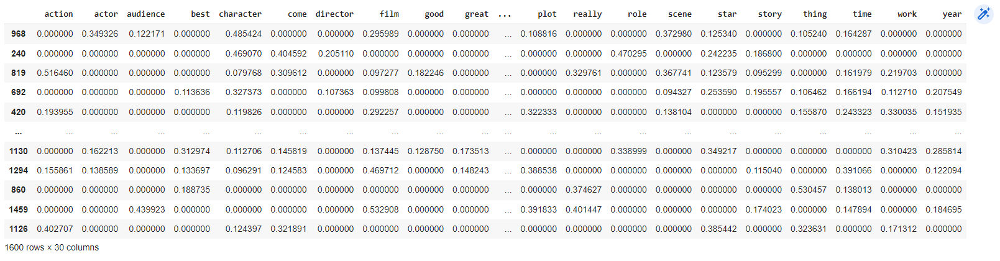 action actor audience best character come director film good great ... plot really role scene star story thing time work year
968 0.000000 0.349326 0.122171 0.000000 0.485424 0.000000 0.000000 0.295989 0.000000 0.000000 ... 0.108816 0.000000 0.000000 0.372980 0.125340 0.000000 0.105240 0.164287 0.000000 0.000000
240 0.000000 0.000000 0.000000 0.000000 0.469070 0.404592 0.205110 0.000000 0.000000 0.000000 ... 0.000000 0.000000 0.470295 0.000000 0.242235 0.186800 0.000000 0.000000 0.000000 0.000000
819 0.516460 0.000000 0.000000 0.000000 0.079768 0.309612 0.000000 0.097277 0.182246 0.000000 ... 0.000000 0.329761 0.000000 0.367741 0.123579 0.095299 0.000000 0.161979 0.219703 0.000000
692 0.000000 0.000000 0.000000 0.113636 0.327373 0.000000 0.107363 0.099808 0.000000 0.000000 ... 0.000000 0.000000 0.000000 0.094327 0.253590 0.195557 0.106462 0.166194 0.112710 0.207549
420 0.193955 0.000000 0.000000 0.000000 0.119826 0.000000 0.000000 0.292257 0.000000 0.000000 ... 0.322333 0.000000 0.000000 0.138104 0.000000 0.000000 0.155870 0.243323 0.330035 0.151935
... ... ... ... ... ... ... ... ... ... ... ... ... ... ... ... ... ... ... ... ... ...
1130 0.000000 0.162213 0.000000 0.312974 0.112706 0.145819 0.000000 0.137445 0.128750 0.173513 ... 0.000000 0.000000 0.338999 0.000000 0.349217 0.000000 0.000000 0.000000 0.310423 0.285814
1294 0.155861 0.138589 0.000000 0.133697 0.096291 0.124583 0.000000 0.469712 0.000000 0.148243 ... 0.388538 0.000000 0.000000 0.000000 0.000000 0.115040 0.000000 0.391066 0.000000 0.122094
860 0.000000 0.000000 0.000000 0.188735 0.000000 0.000000 0.000000 0.000000 0.000000 0.000000 ... 0.000000 0.374627 0.000000 0.000000 0.000000 0.000000 0.530457 0.138013 0.000000 0.000000
1459 0.000000 0.000000 0.439923 0.000000 0.000000 0.000000 0.000000 0.532908 0.000000 0.000000 ... 0.391833 0.401447 0.000000 0.000000 0.000000 0.174023 0.000000 0.147894 0.000000 0.184695
1126 0.402707 0.000000 0.000000 0.000000 0.124397 0.321891 0.000000 0.000000 0.000000 0.000000 ... 0.000000 0.000000 0.000000 0.000000 0.385442 0.000000 0.323631 0.000000 0.171312 0.000000
1600 rows × 30 columns